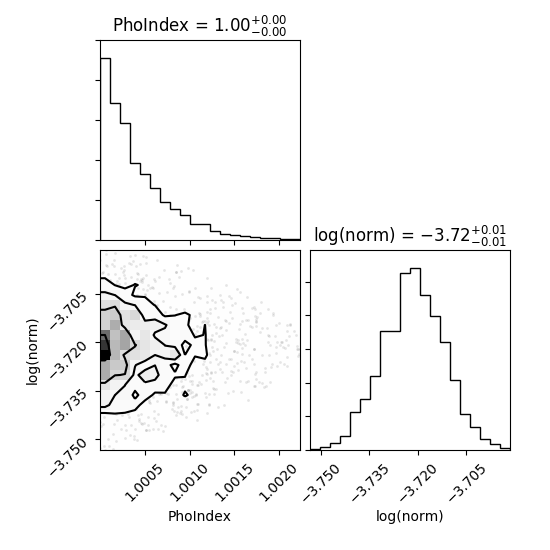 PhoIndex = 1.00+0.00
−0.00
log(norm) = −3.72+0.01
−0.01
−3.705
−3.720
−3.735
−3.750
log(norm)
1.0005 1.0010 1.0015 1.0020
PhoIndex
−3.750 −3.735 −3.720 −3.705
log(norm)